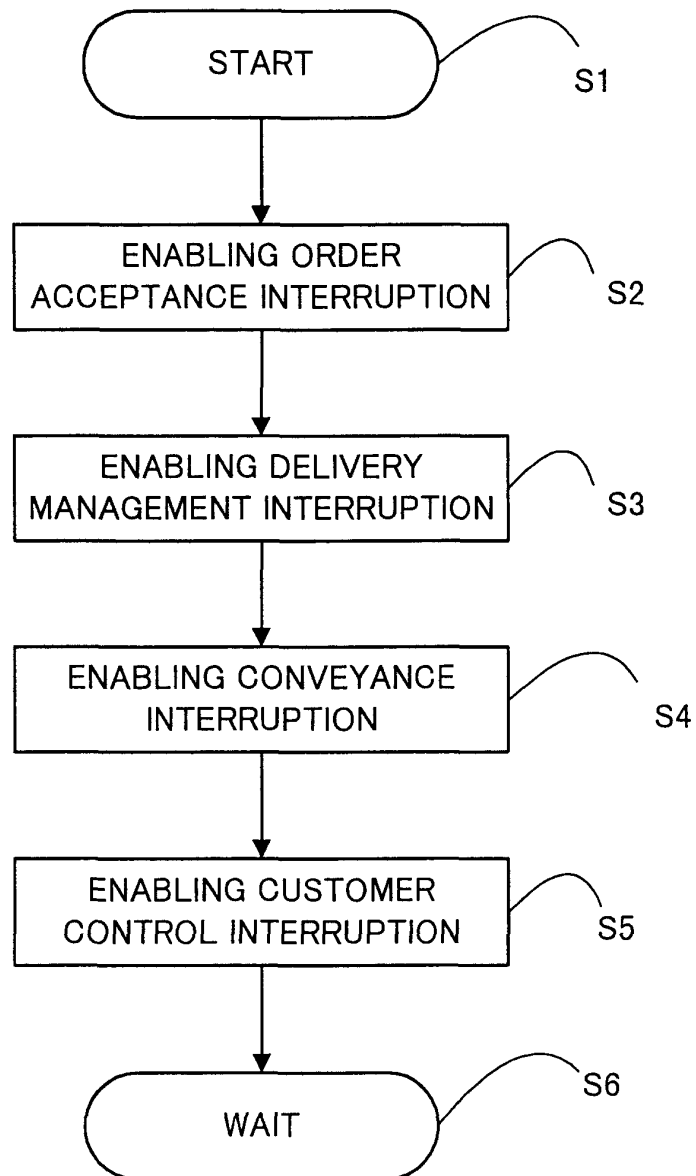 START
S1
ENABLING ORDER
ACCEPTANCE INTERRUPTION
S2
ENABLING DELIVERY
MANAGEMENT INTERRUPTION
S3
ENABLING CONVEYANCE
INTERRUPTION
S4
ENABLING CUSTOMER
CONTROL INTERRUPTION
S5
WAIT
S6